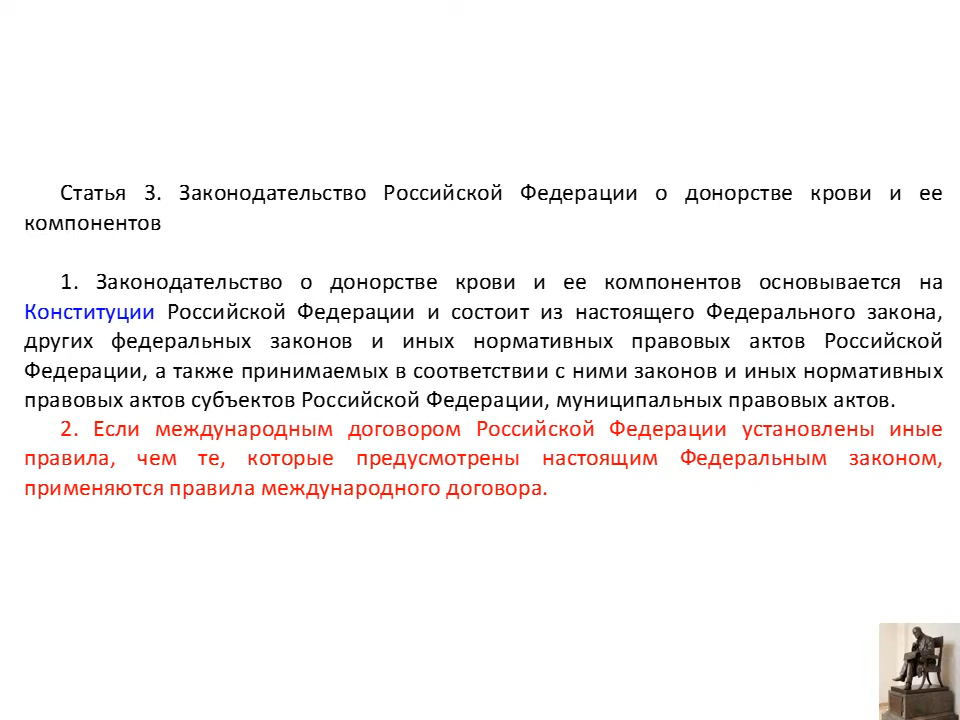 Статья 3. Законодательство Российской Федерации о донорстве крови и ее
компонентов
1. Законодательство о донорстве крови и ее компонентов основывается на
Конституции Российской Федерации и состоит из настоящего Федерального закона,
других федеральных законов и иных нормативных правовых актов Российской
Федерации, а также принимаемых в соответствии с ними законов и иных нормативных
правовых актов субъектов Российской Федерации, муниципальных правовых актов.
2. Если международным договором Российской Федерации установлены иные
правила, чем те, которые предусмотрены настоящим Федеральным законом,
применяются правила международного договора.